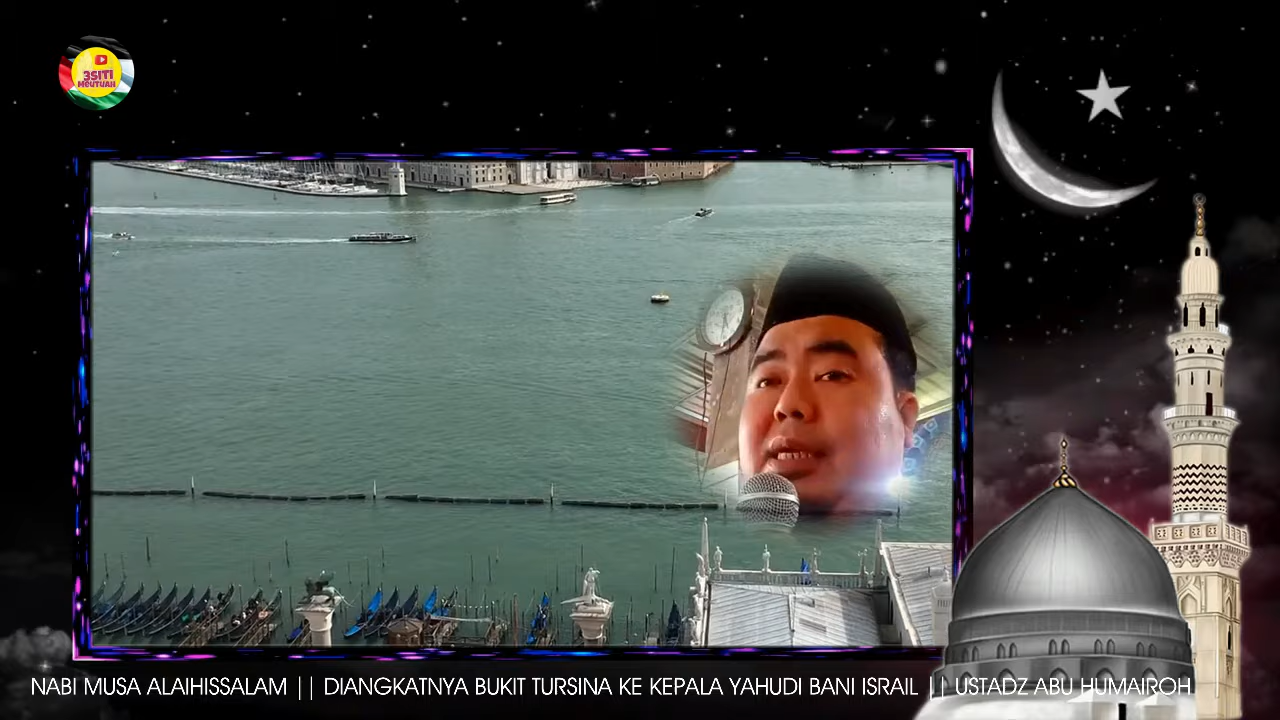 3SITI
MEUTUAH
NABI MUSA ALAIHISSALAM || DIANGKATNYA BUKIT TURSINA KE KEPALA YAHUDI BANI ISRAIL || USTADZ ABU HUMAIROH